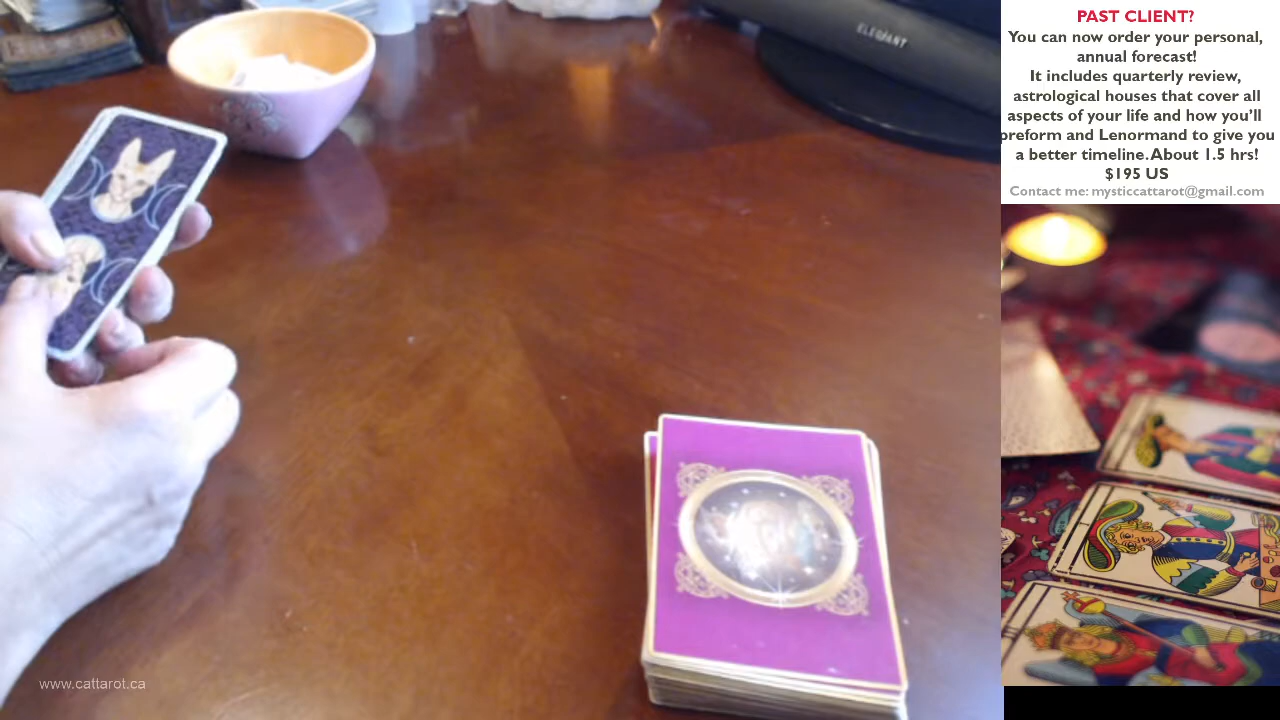 PAST CLIENT?
You can now order your personal,
annual forecast!
It includes quarterly review,
astrological houses that cover all
aspects of your life and how you'll
preform and Lenormand to give you
a better timeline. About 1.5 hrs!
$195 US
Contact me: mysticcattarot@gmail.com
ELEGANT
www.cattarot.ca